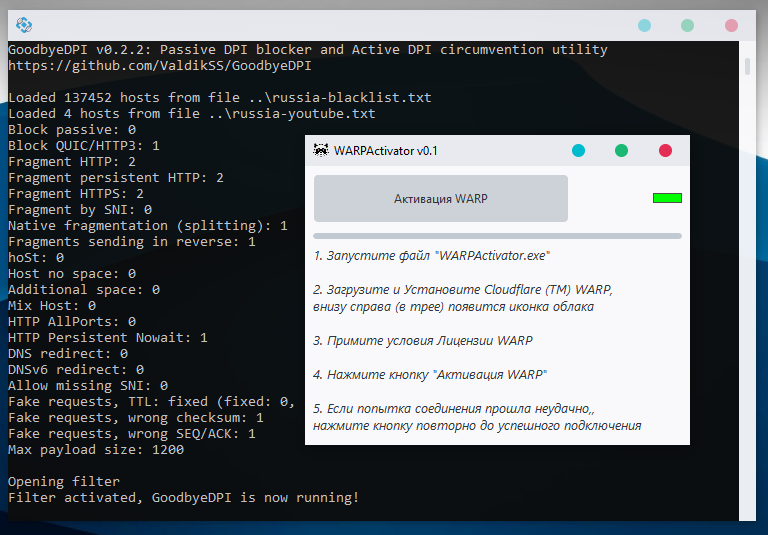 GoodbyeDPI v0.2.2: Passive DPI blocker and Active DPI circumvention utility
https://github.com/ValdikSS/GoodbyeDPI
Loaded 137452 hosts from file ..\russia-blacklist.txt
Loaded 4 hosts from file ..\russia-youtube.txt
Block passive: 0
Block QUIC/HTTP3: 1
Fragment HTTP: 2
Fragment persistent HTTP: 2
Fragment HTTPS: 2
Fragment by SNI: 0
Native fragmentation (splitting): 1
Fragments sending in reverse: 1
hoSt: 0
Host no space: 0
Additional space: 0
Mix Host: 0
HTTP AllPorts: 0
HTTP Persistent Nowait: 1
DNS redirect: 0
DNSv6 redirect: 0
Allow missing SNI: 0
Fake requests, TTL: fixed (fixed: 0,
Fake requests, wrong checksum: 1
Fake requests, wrong SEQ/ACK: 1
Max payload size: 1200
Opening filter
Filter activated, GoodbyeDPI is now running!
WARPActivator v0.1
Активация WARP
1. Запустите файл "WARPActivator.exe"
2. Загрузите и Установите Cloudflare (TM) WARP,
внизу справа (в трее) появится иконка облака
3. Примите условия Лицензии WARP
4. Нажмите кнопку "Активация WARP"
5. Если попытка соединения прошла неудачно,,
нажмите кнопку повторно до успешного подключения